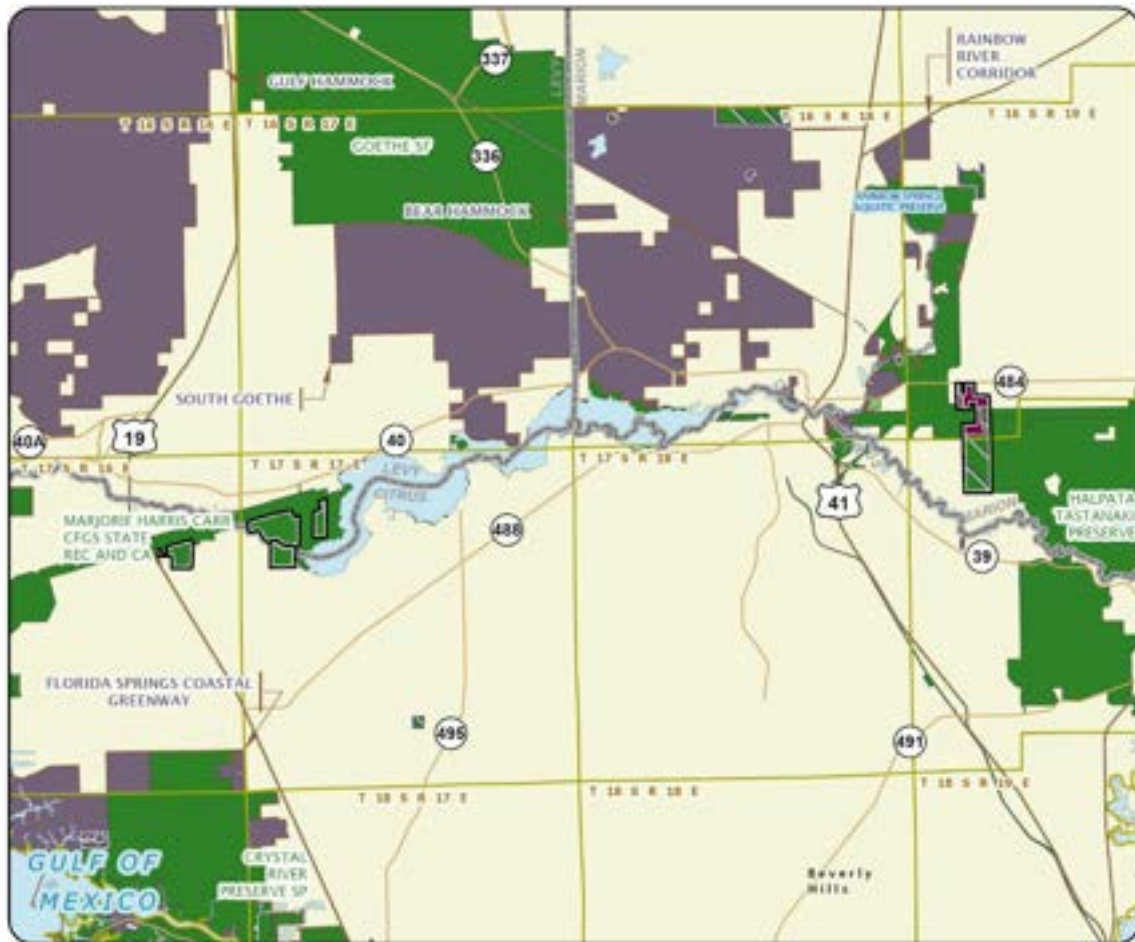 337
RAINBOW
RIVER
CORRIDOR
GULF HAMMOCK
LEVY
MARION
T 16 S R 16 E
T 16 S R 17 E
T 16 S R 18 E
T 16 S R 19 E
GOETHE SF
336
RAINBOW SPRINGS
AQUATIC PRESERVE
BEAR HAMMOCK
484
SOUTH GOETHE
40A
19
40
T 17 S R 16 E
T 17 S R 17 E
T 17 S R 18 E
LEVY
CITRUS
41
MARION
HALPATA
TASTANAKI
PRESERVE
MARJORIE HARRIS CARR
CFGS STATE
REC AND CA
488
39
FLORIDA SPRINGS COASTAL
GREENWAY
495
491
T 18 S R 17 E
T 18 S R 18 E
T 18 S R 19 E
GULF OF
MEXICO
CRYSTAL
RIVER
PRESERVE SP
Beverly
Hills